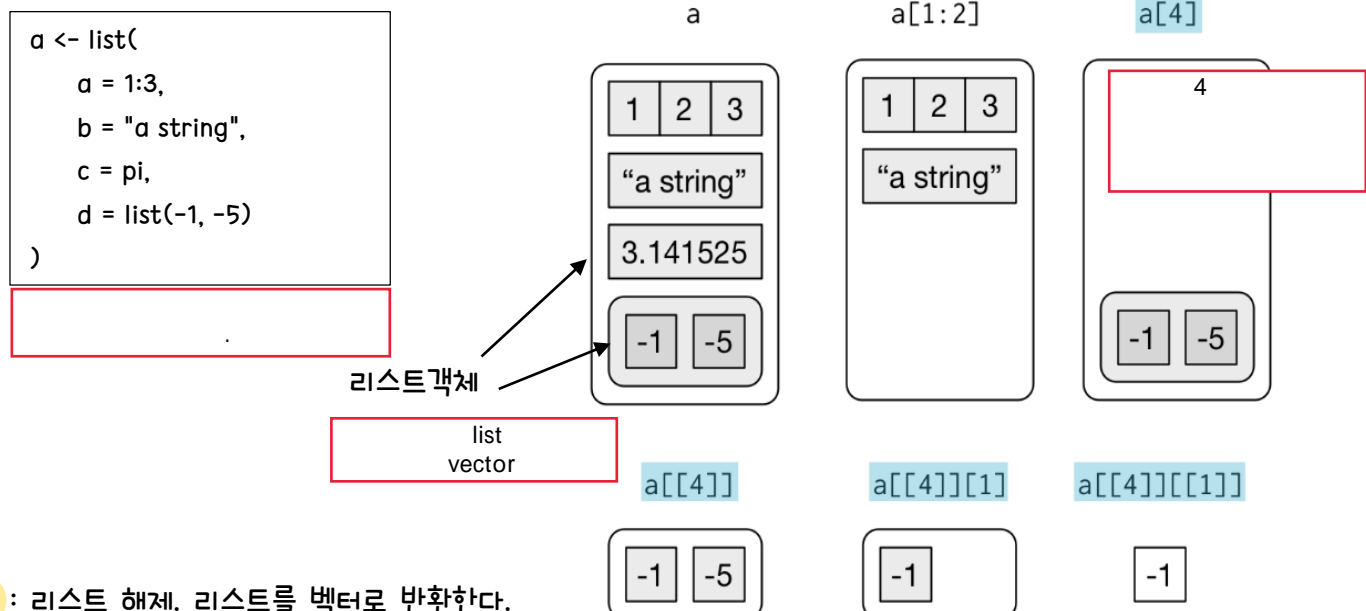 a <- list(
a = 1:3,
b = "a string",
c = pi,
d = list(-1, -5)
)
.
리스트객체
list
vector
a
1 2 3
“a string”
3.141525
-1 -5
a[1:2]
1 2 3
“a string”
a[4]
4
-1 -5
a[[4]]
-1 -5
a[[4]][1]
-1
a[[4]][[1]]
-1
: 리스트 해제. 리스트를 벡터로 반환한다.